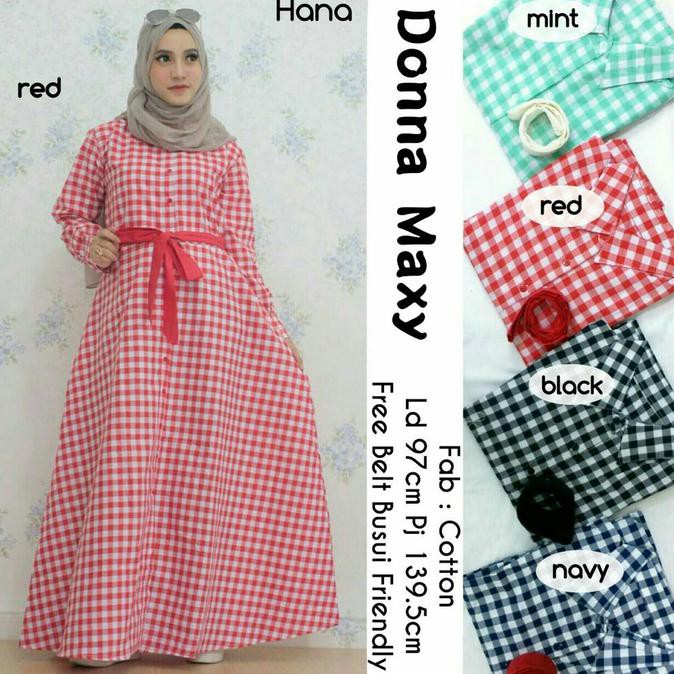 Hana
red
Donna Maxy
Fab : Cotton
Ld 97cm Pj 139.5cm
Free Belt Busui Friendly
mint
red
black
navy